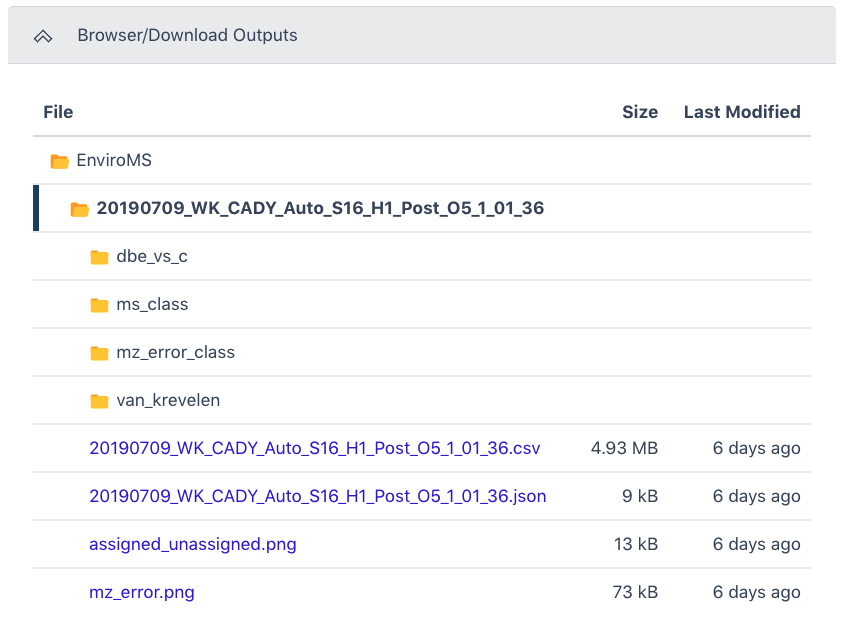 Browser/Download Outputs
File Size Last Modified
EnviroMS
20190709_WK_CADY_Auto_S16_H1_Post_O5_1_01_36
dbe_vs_c
ms_class
mz_error_class
van_krevelen
20190709_WK_CADY_Auto_S16_H1_Post_O5_1_01_36.csv 4.93 MB 6 days ago
20190709_WK_CADY_Auto_S16_H1_Post_O5_1_01_36.json 9 kB 6 days ago
assigned_unassigned.png 13 kB 6 days ago
mz_error.png 73 kB 6 days ago